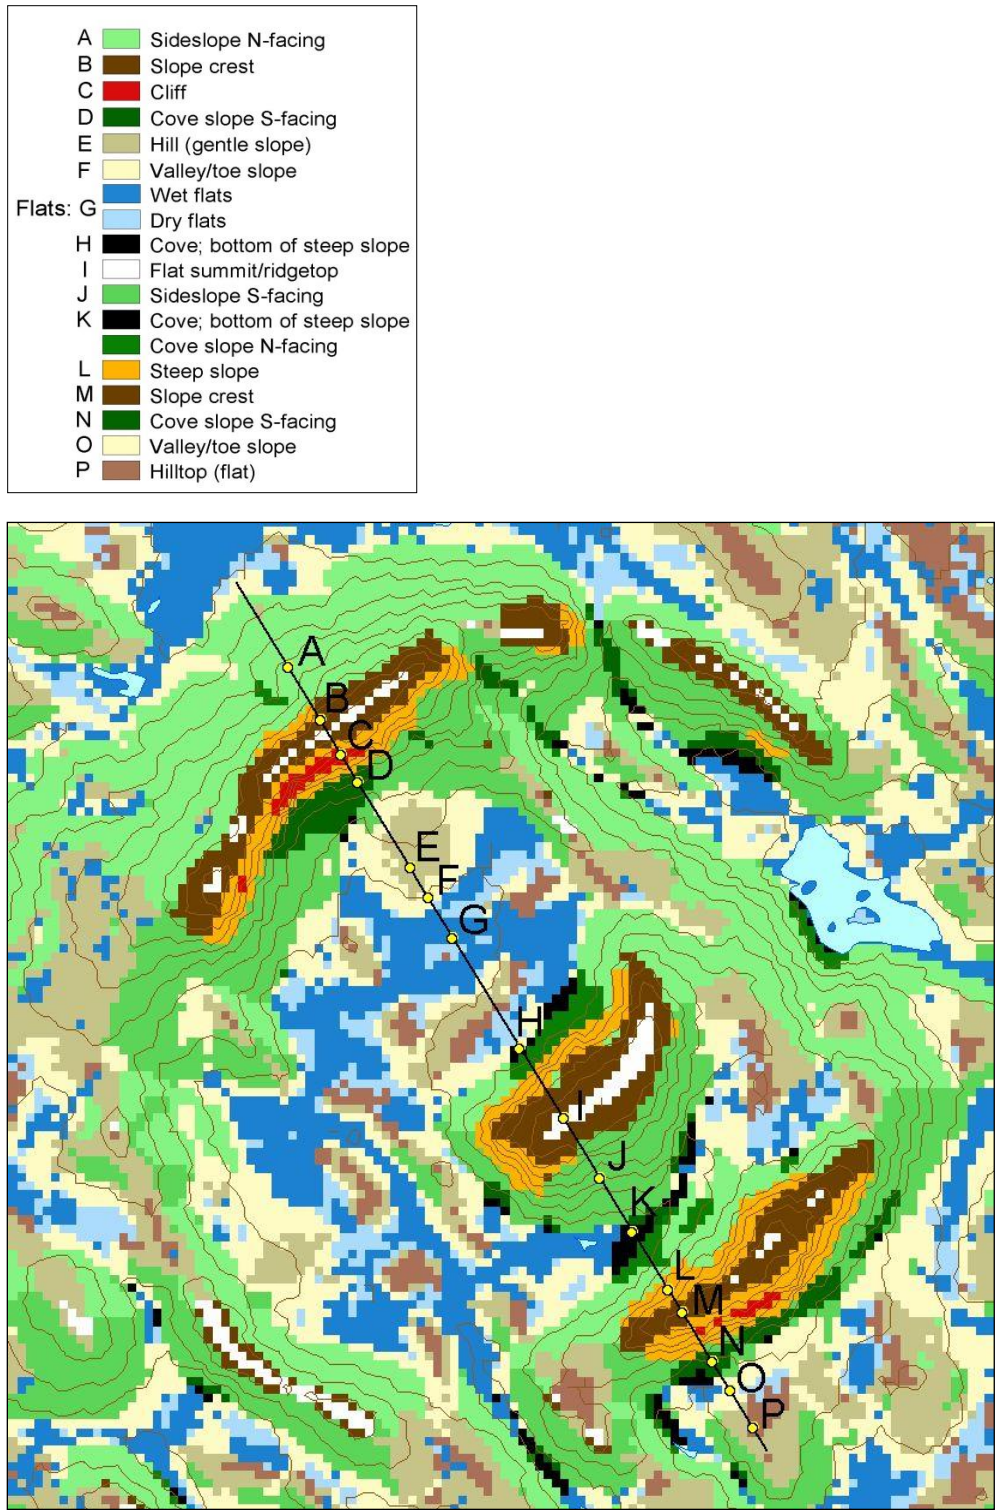 A Sideslope N-facing
B Slope crest
C Cliff
D Cove slope S-facing
E Hill (gentle slope)
F Valley/toe slope
Wet flats
Flats: G
Dry flats
H Cove; bottom of steep slope
I Flat summit/ridgetop
J Sideslope S-facing
K Cove; bottom of steep slope
Cove slope N-facing
L Steep slope
M Slope crest
N Cove slope S-facing
O Valley/toe slope
P Hilltop (flat)
A
B
C
D
E
F
G
H
I
J
K
L
M
N
O
P